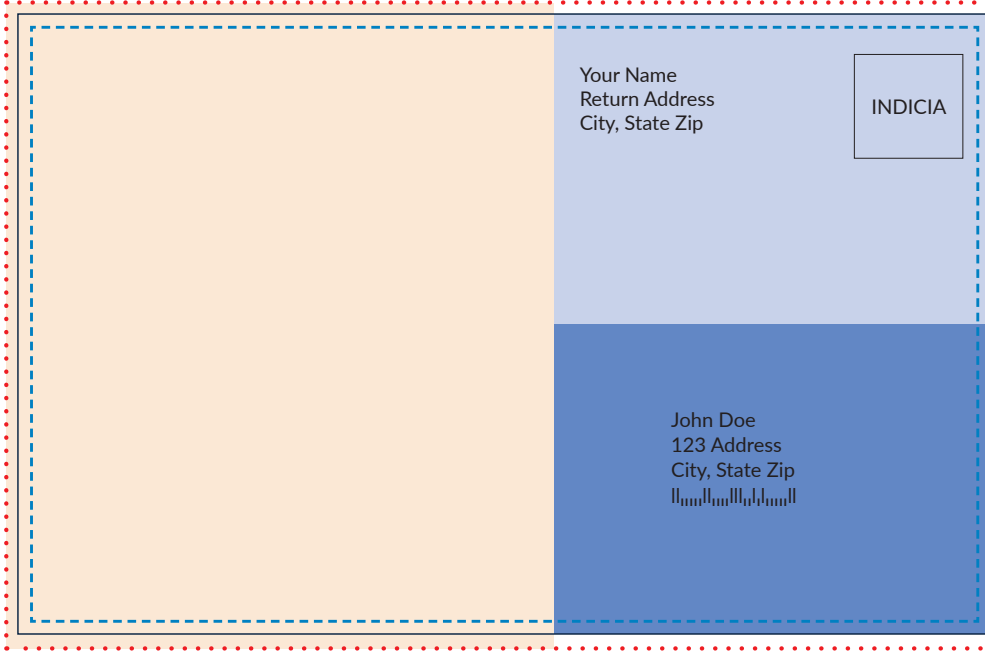 Your Name
Return Address
City, State Zip
INDICIA
John Doe
123 Address
City, State Zip